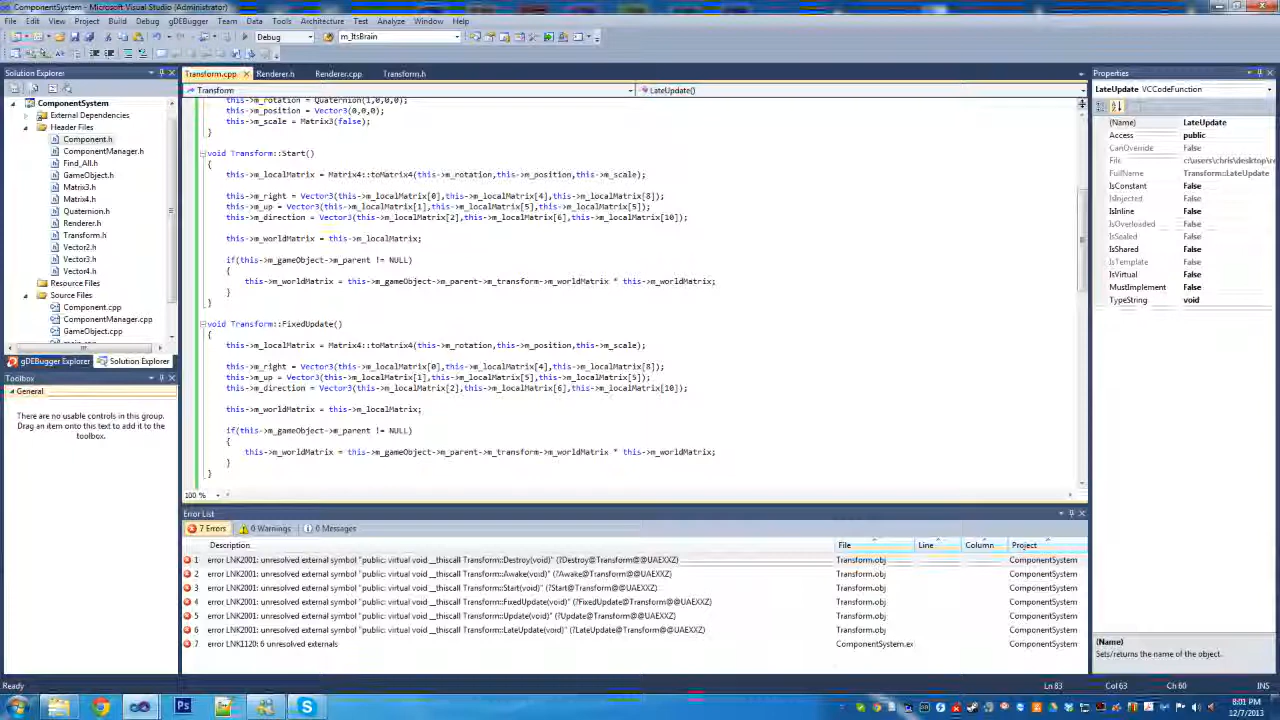 ComponentSystem - Microsoft Visual Studio (Administrator)
File Edit View Project Build Debug gDEBugger Team Data Tools Architecture Test Analyze Window Help
Debug m_ItsBrain
Solution Explorer
ComponentSystem
External Dependencies
Header Files
Component.h
ComponentManager.h
Find_All.h
GameObject.h
Matrix3.h
Matrix4.h
Quaternion.h
Renderer.h
Transform.h
Vector2.h
Vector3.h
Vector4.h
Resource Files
Source Files
Component.cpp
ComponentManager.cpp
GameObject.cpp
gDEBugger Explorer Solution Explorer
Toolbox
General
There are no usable controls in this group.
Drag an item onto this text to add it to the
toolbox.
Transform.cpp Renderer.h Renderer.cpp Transform.h
Transform LateUpdate()
this->m_rotation = Quaternion(1,0,0,0);
this->m_position = Vector3(0,0,0);
this->m_scale = Matrix3(false);
}
void Transform::Start()
{
this->m_localMatrix = Matrix4::toMatrix4(this->m_rotation,this->m_position,this->m_scale);
this->m_right = Vector3(this->m_localMatrix[0],this->m_localMatrix[4],this->m_localMatrix[8]);
this->m_up = Vector3(this->m_localMatrix[1],this->m_localMatrix[5],this->m_localMatrix[5]);
this->m_direction = Vector3(this->m_localMatrix[2],this->m_localMatrix[6],this->m_localMatrix[10]);
this->m_worldMatrix = this->m_localMatrix;
if(this->m_gameObject->m_parent != NULL)
{
this->m_worldMatrix = this->m_gameObject->m_parent->m_transform->m_worldMatrix * this->m_worldMatrix;
}
}
void Transform::FixedUpdate()
{
this->m_localMatrix = Matrix4::toMatrix4(this->m_rotation,this->m_position,this->m_scale);
this->m_right = Vector3(this->m_localMatrix[0],this->m_localMatrix[4],this->m_localMatrix[8]);
this->m_up = Vector3(this->m_localMatrix[1],this->m_localMatrix[5],this->m_localMatrix[5]);
this->m_direction = Vector3(this->m_localMatrix[2],this->m_localMatrix[6],this->m_localMatrix[10]);
this->m_worldMatrix = this->m_localMatrix;
if(this->m_gameObject->m_parent != NULL)
{
this->m_worldMatrix = this->m_gameObject->m_parent->m_transform->m_worldMatrix * this->m_worldMatrix;
}
}
100 %
Error List
7 Errors 0 Warnings 0 Messages
Description File Line Column Project
1 error LNK2001: unresolved external symbol "public: virtual void __thiscall Transform::Destroy(void)" (?Destroy@Transform@@UAEXXZ) Transform.obj ComponentSystem
2 error LNK2001: unresolved external symbol "public: virtual void __thiscall Transform::Awake(void)" (?Awake@Transform@@UAEXXZ) Transform.obj ComponentSystem
3 error LNK2001: unresolved external symbol "public: virtual void __thiscall Transform::Start(void)" (?Start@Transform@@UAEXXZ) Transform.obj ComponentSystem
4 error LNK2001: unresolved external symbol "public: virtual void __thiscall Transform::FixedUpdate(void)" (?FixedUpdate@Transform@@UAEXXZ) Transform.obj ComponentSystem
5 error LNK2001: unresolved external symbol "public: virtual void __thiscall Transform::Update(void)" (?Update@Transform@@UAEXXZ) Transform.obj ComponentSystem
6 error LNK2001: unresolved external symbol "public: virtual void __thiscall Transform::LateUpdate(void)" (?LateUpdate@Transform@@UAEXXZ) Transform.obj ComponentSystem
7 error LNK1120: 6 unresolved externals ComponentSystem.ex ComponentSystem
Properties
LateUpdate VCCodeFunction
(Name) LateUpdate
Access public
CanOverride False
File c:\users\chris\desktop\re
FullName Transform::LateUpdate
IsConstant False
IsInjected False
IsInline False
IsOverloaded False
IsSealed False
IsShared False
IsTemplate False
IsVirtual False
MustImplement False
TypeString void
(Name)
Sets/returns the name of the object.
Ready Ln 83 Col 63 Ch 60 INS
8:01 PM
12/7/2013